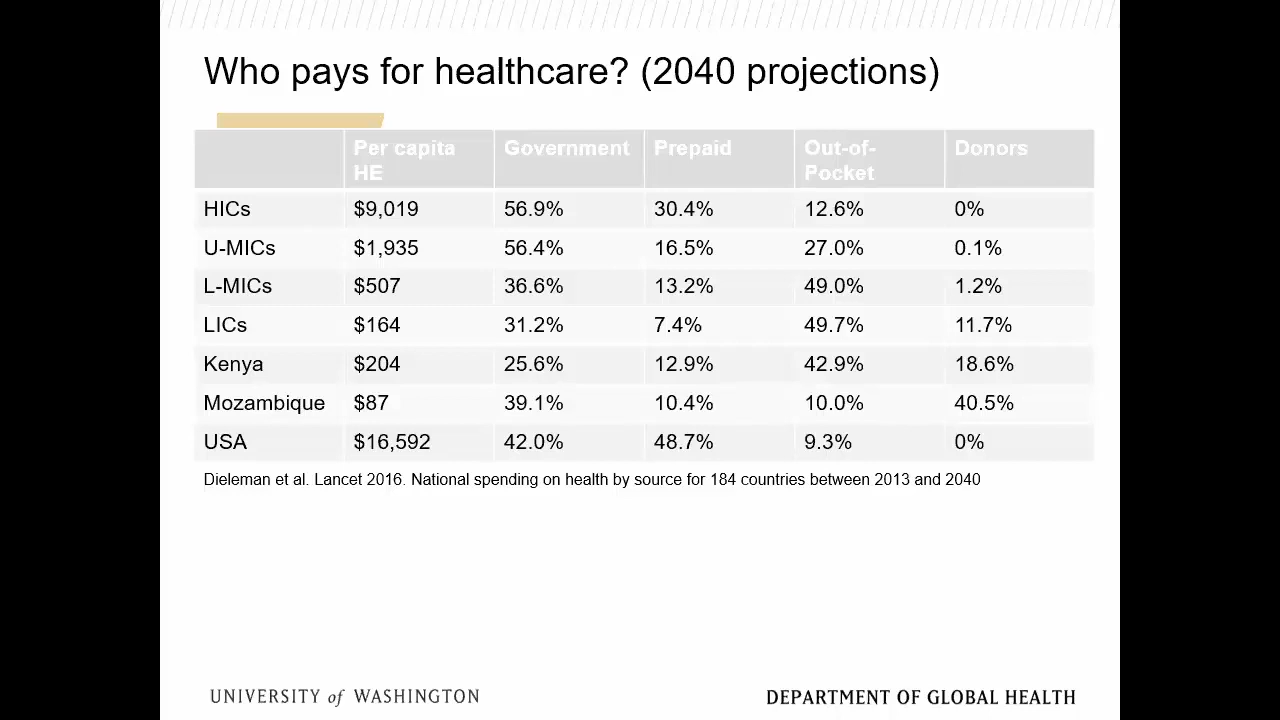 Who pays for healthcare? (2040 projections)
Per capita HE Government Prepaid Out-of-Pocket Donors
HICs $9,019 56.9% 30.4% 12.6% 0%
U-MICs $1,935 56.4% 16.5% 27.0% 0.1%
L-MICs $507 36.6% 13.2% 49.0% 1.2%
LICs $164 31.2% 7.4% 49.7% 11.7%
Kenya $204 25.6% 12.9% 42.9% 18.6%
Mozambique $87 39.1% 10.4% 10.0% 40.5%
USA $16,592 42.0% 48.7% 9.3% 0%
Dieleman et al. Lancet 2016. National spending on health by source for 184 countries between 2013 and 2040
UNIVERSITY of WASHINGTON
DEPARTMENT OF GLOBAL HEALTH